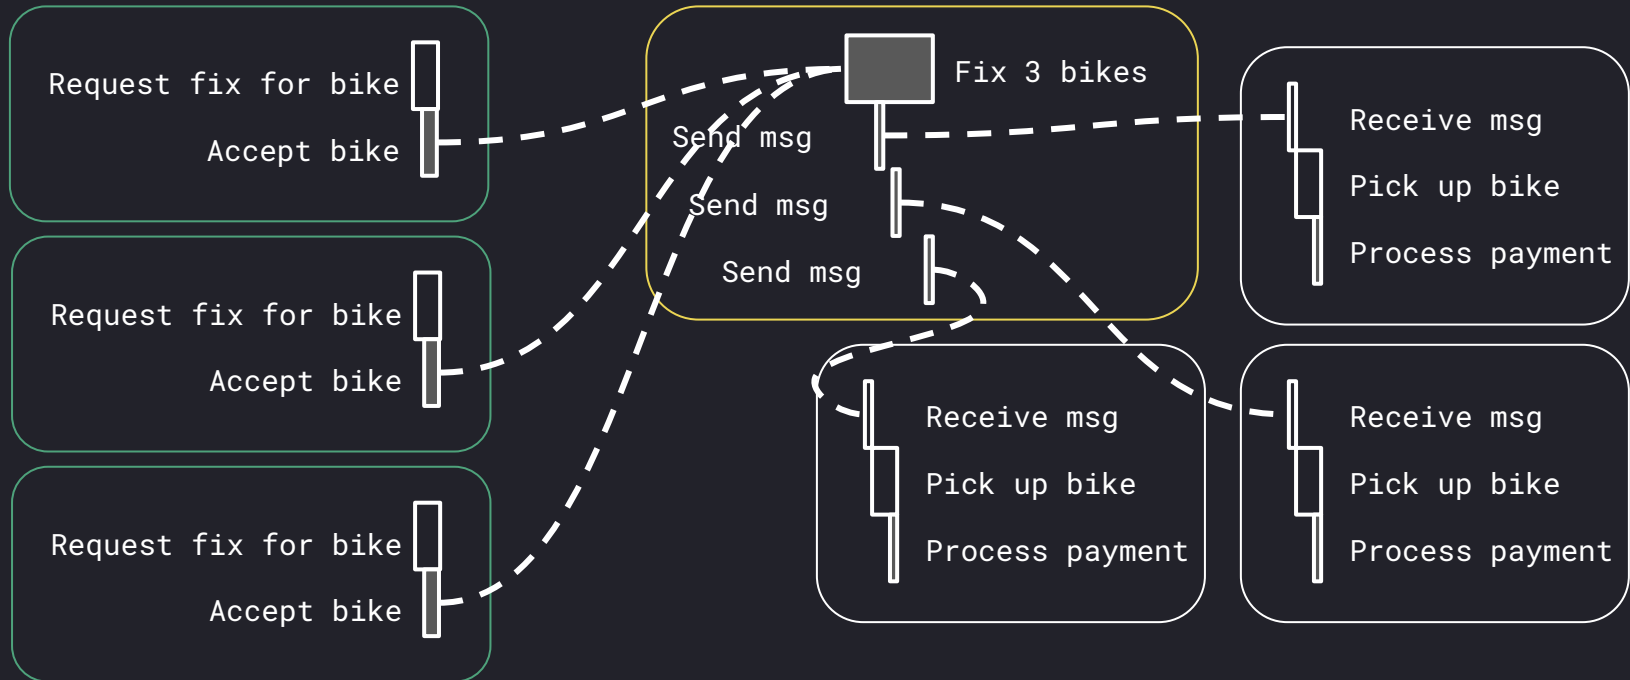 Request fix for bike
Accept bike
Request fix for bike
Accept bike
Request fix for bike
Accept bike
Fix 3 bikes
Send msg
Send msg
Send msg
Receive msg
Pick up bike
Process payment
Receive msg
Pick up bike
Process payment
Receive msg
Pick up bike
Process payment